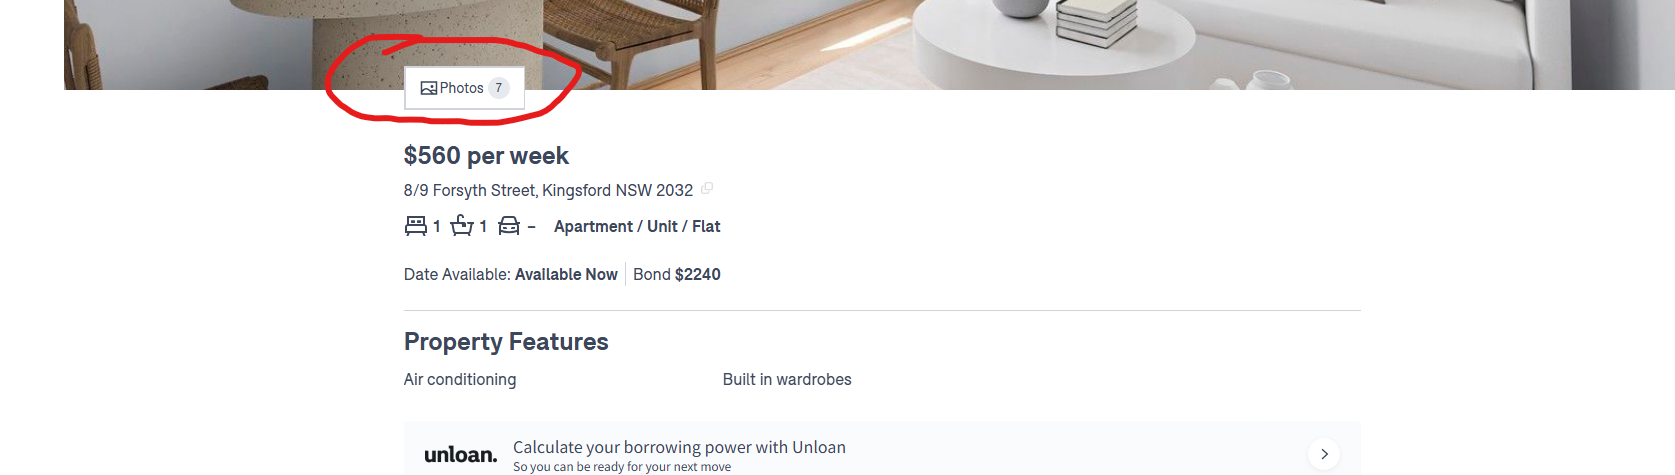 Photos 7
$560 per week
8/9 Forsyth Street, Kingsford NSW 2032
1 1 – Apartment / Unit / Flat
Date Available: Available Now Bond $2240
Property Features
Air conditioning Built in wardrobes
unloan. Calculate your borrowing power with Unloan
So you can be ready for your next move